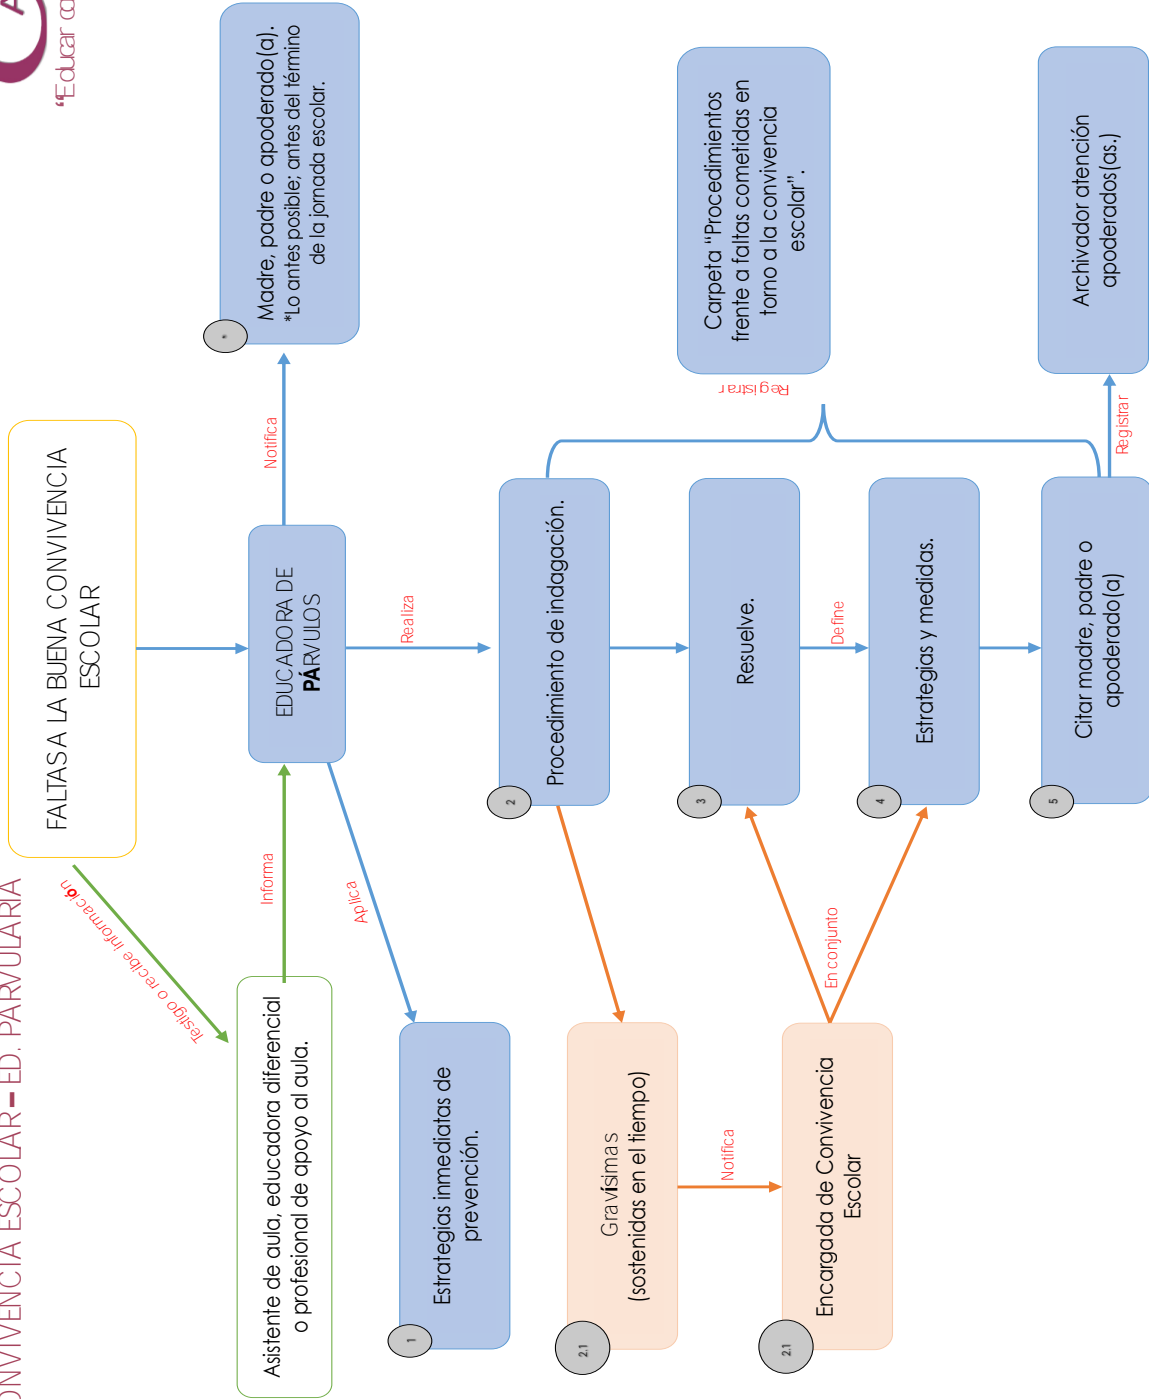 ONVIVENCIA ESCOLAR – ED. PARVULARIA
“Educar
FALTAS A LA BUENA CONVIVENCIA
ESCOLAR
Testigo o recibe información
Asistente de aula, educadora diferencial
o profesional de apoyo al aula.
Informa
EDUCADORA DE
PÁRVULOS
Notifica
*
Madre, padre o apoderado(a).
*Lo antes posible; antes del término
de la jornada escolar.
Aplica
1
Estrategias inmediatas de
prevención.
Realiza
2
Procedimiento de indagación.
2.1
Gravísimas
(sostenidas en el tiempo)
Notifica
2.1
Encargada de Convivencia
Escolar
En conjunto
3
Resuelve.
Define
4
Estrategias y medidas.
5
Citar madre, padre o
apoderado(a)
Registrar
Carpeta “Procedimientos
frente a faltas cometidas en
torno a la convivencia
escolar”.
Registrar
Archivador atención
apoderados(as.)